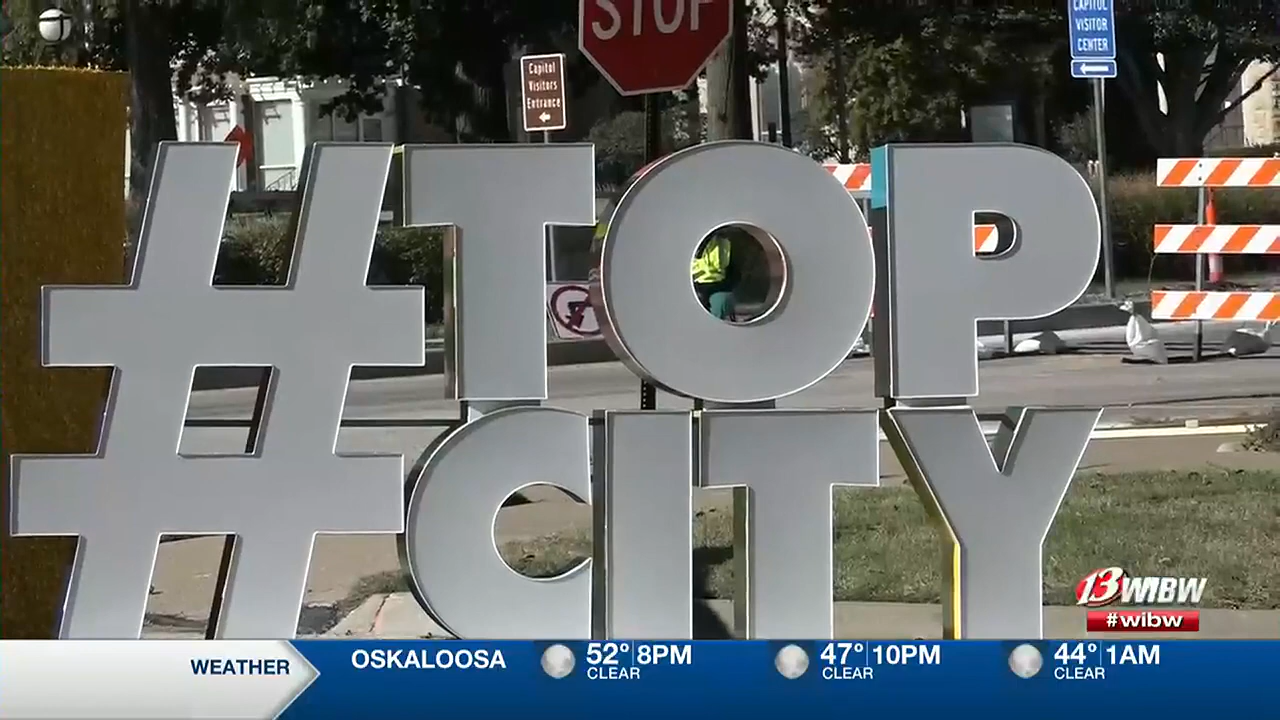 STOP
CAPITOL
VISITOR
CENTER
Capitol
Visitors
Entrance
#TOP
CITY
13 WIBW
#wibw
WEATHER
OSKALOOSA
52° 8PM
CLEAR
47° 10PM
CLEAR
44° 1AM
CLEAR